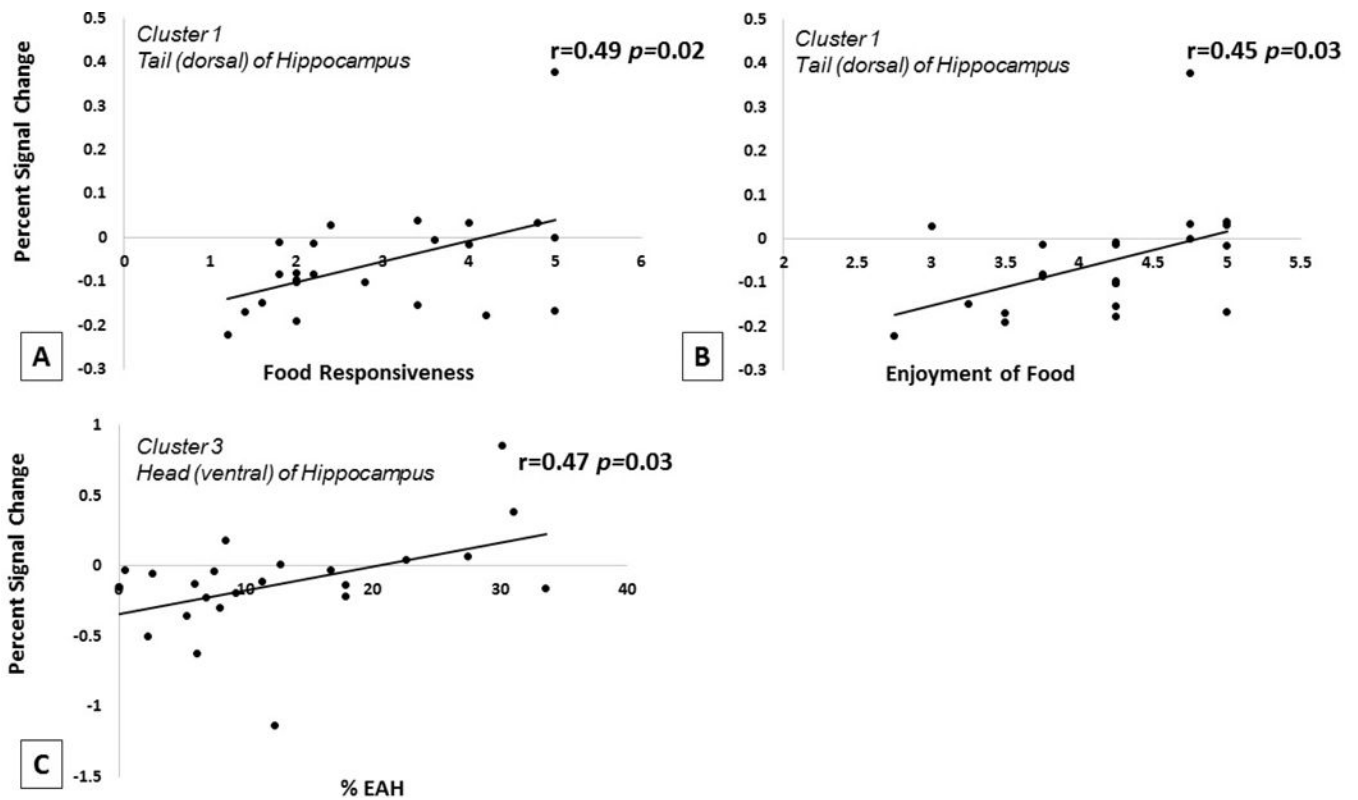 Cluster 1
Tail (dorsal) of Hippocampus
r=0.49 p=0.02
Percent Signal Change
0.5
0.4
0.3
0.2
0.1
0
-0.1
-0.2
-0.3
0 1 2 3 4 5 6
Food Responsiveness
A
Cluster 1
Tail (dorsal) of Hippocampus
r=0.45 p=0.03
0.5
0.4
0.3
0.2
0.1
0
-0.1
-0.2
-0.3
2 2.5 3 3.5 4 4.5 5 5.5
Enjoyment of Food
B
Cluster 3
Head (ventral) of Hippocampus
r=0.47 p=0.03
Percent Signal Change
1
0.5
0
-0.5
-1
-1.5
0 10 20 30 40
% EAH
C